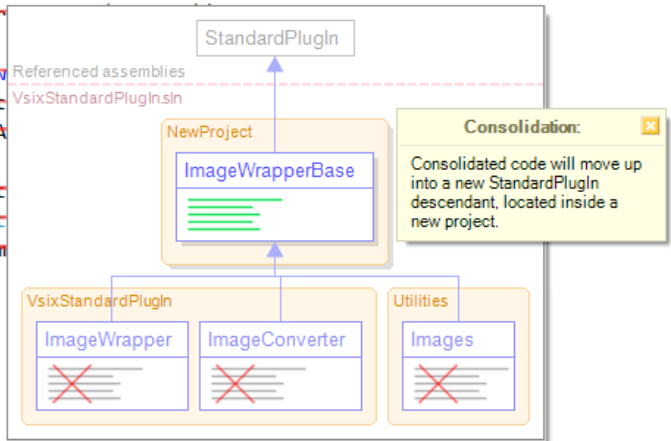 StandardPlugIn
Referenced assemblies
VsixStandardPlugIn.sln
NewProject
ImageWrapperBase
Consolidation:
Consolidated code will move up
into a new StandardPlugIn
descendant, located inside a
new project.
VsixStandardPlugIn
Utilities
ImageWrapper
ImageConverter
Images